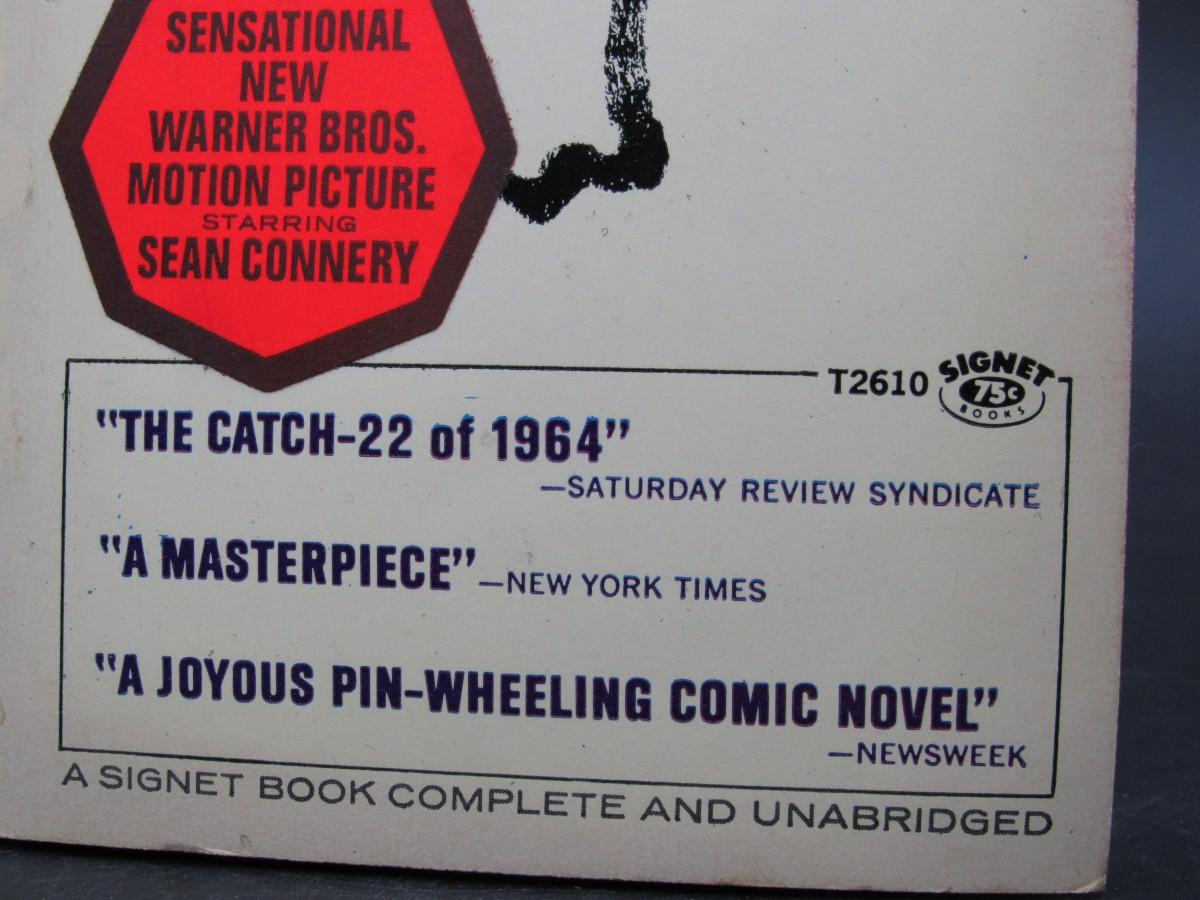 SENSATIONAL
NEW
WARNER BROS.
MOTION PICTURE
STARRING
SEAN CONNERY
T2610
SIGNET
75¢
BOOKS
"THE CATCH-22 of 1964"
—SATURDAY REVIEW SYNDICATE
"A MASTERPIECE"—NEW YORK TIMES
"A JOYOUS PIN-WHEELING COMIC NOVEL"
—NEWSWEEK
A SIGNET BOOK COMPLETE AND UNABRIDGED